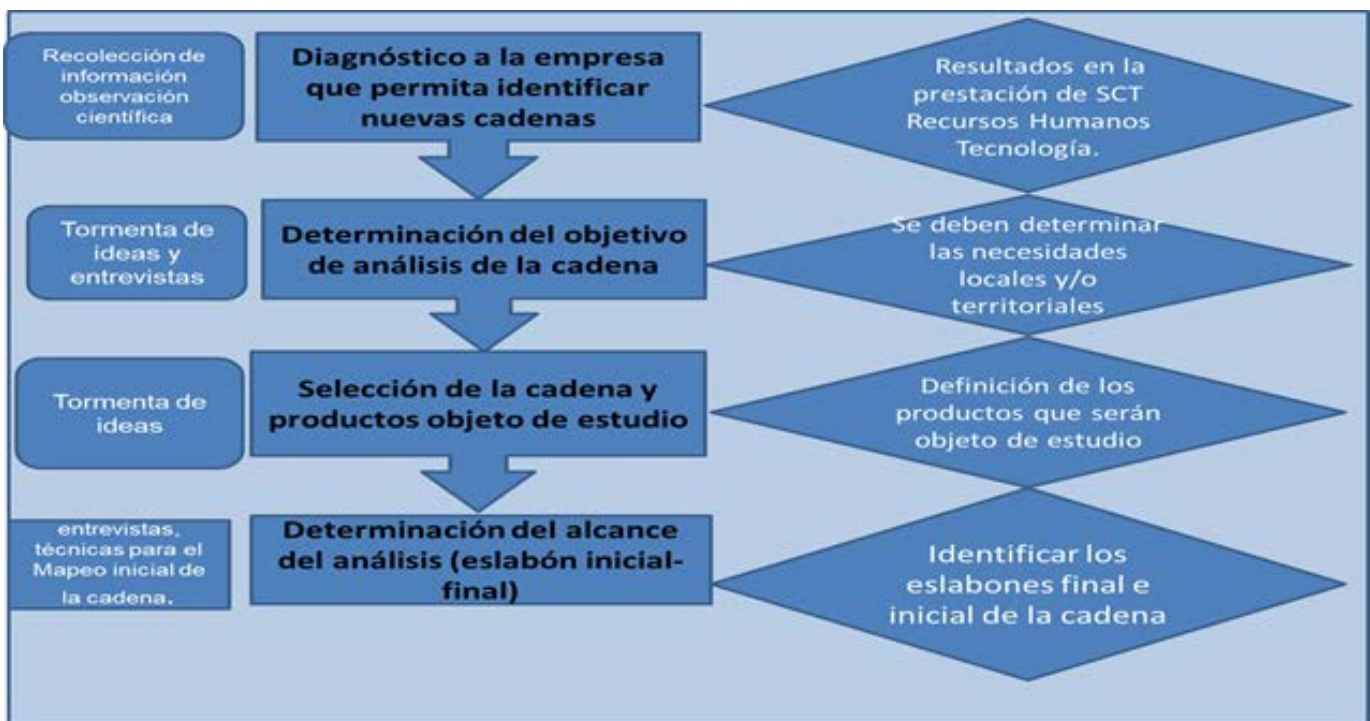 Recolección de
información
observación
científica
Diagnóstico a la empresa
que permita identificar
nuevas cadenas
Resultados en la
prestación de SCT
Recursos Humanos
Tecnología.
Tormenta de
ideas y
entrevistas
Determinación del objetivo
de análisis de la cadena
Se deben determinar
las necesidades
locales y/o
territoriales
Tormenta de
ideas
Selección de la cadena y
productos objeto de estudio
Definición de los
productos que serán
objeto de estudio
entrevistas,
técnicas para el
Mapeo inicial de
la cadena.
Determinación del alcance
del análisis (eslabón inicial-
final)
Identificar los
eslabones final e
inicial de la cadena